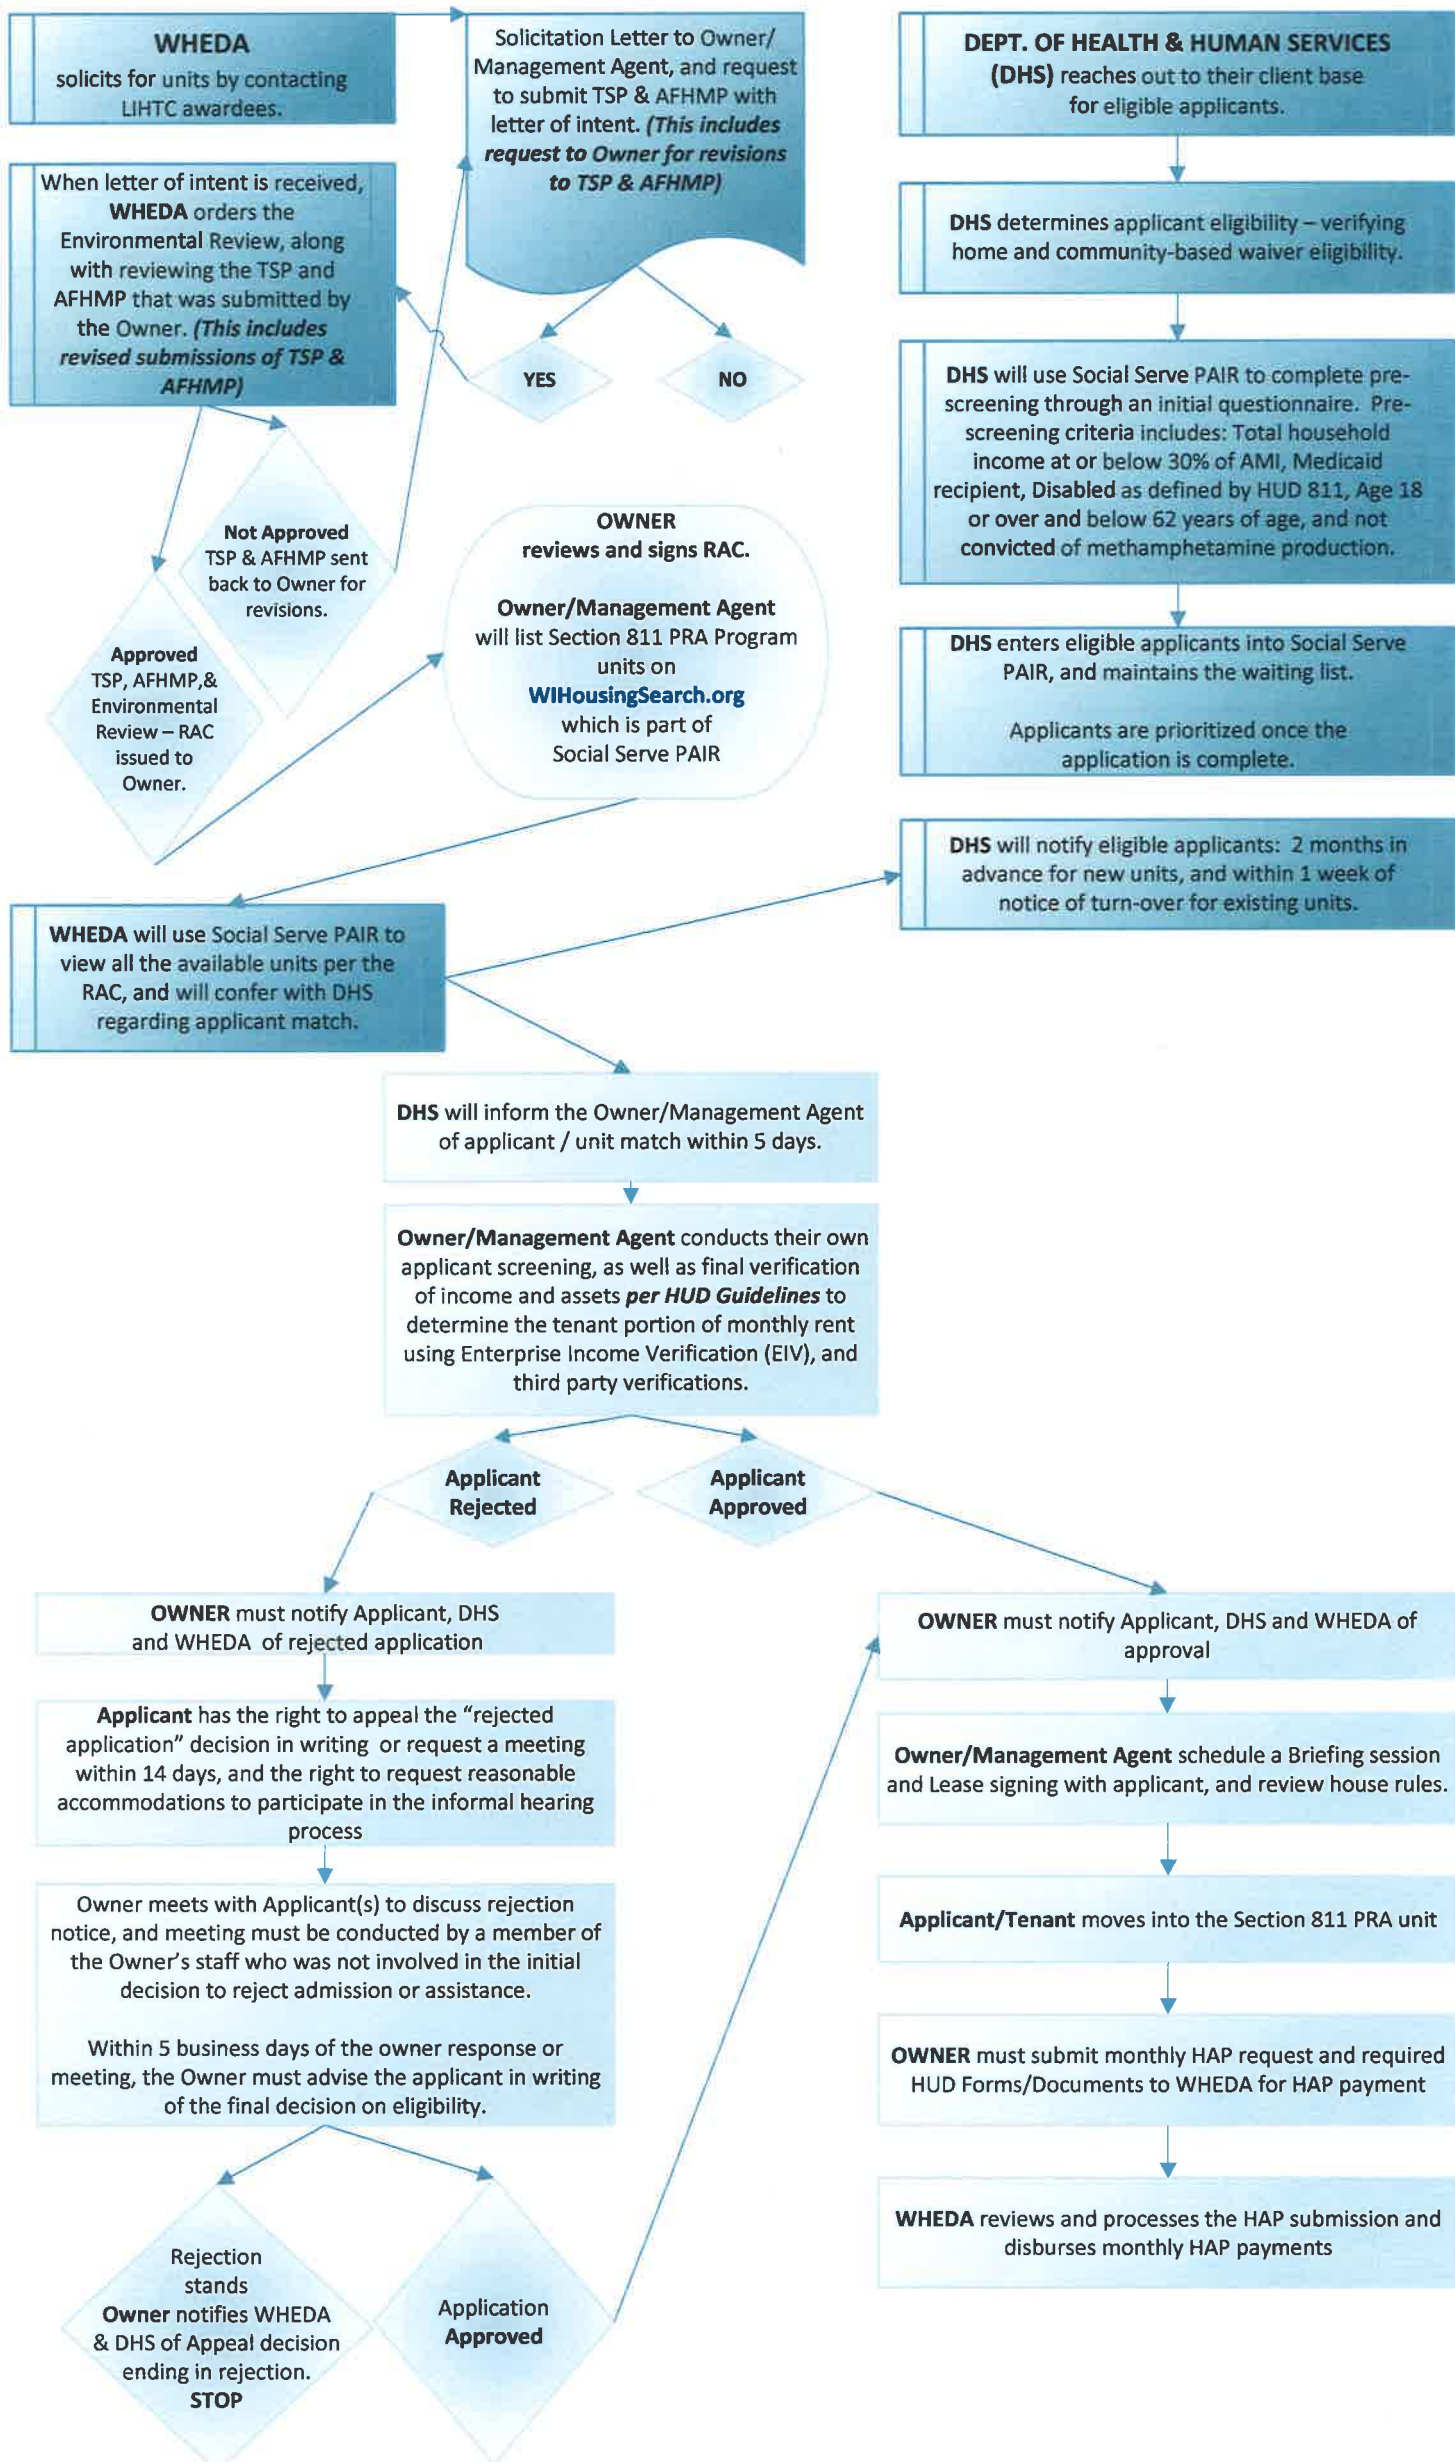 WHEDA
solicits for units by contacting
LIHTC awardees.
Solicitation Letter to Owner/
Management Agent, and request
to submit TSP & AFHMP with
letter of intent. (This includes
request to Owner for revisions
to TSP & AFHMP)
When letter of intent is received,
WHEDA orders the
Environmental Review, along
with reviewing the TSP and
AFHMP that was submitted by
the Owner. (This includes
revised submissions of TSP &
AFHMP)
YES
NO
Not Approved
TSP & AFHMP sent
back to Owner for
revisions.
Approved
TSP, AFHMP,&
Environmental
Review – RAC
issued to
Owner.
OWNER
reviews and signs RAC.
Owner/Management Agent
will list Section 811 PRA Program
units on
WIHousingSearch.org
which is part of
Social Serve PAIR
DEPT. OF HEALTH & HUMAN SERVICES
(DHS) reaches out to their client base
for eligible applicants.
DHS determines applicant eligibility – verifying
home and community-based waiver eligibility.
DHS will use Social Serve PAIR to complete pre-
screening through an initial questionnaire. Pre-
screening criteria includes: Total household
income at or below 30% of AMI, Medicaid
recipient, Disabled as defined by HUD 811, Age 18
or over and below 62 years of age, and not
convicted of methamphetamine production.
DHS enters eligible applicants into Social Serve
PAIR, and maintains the waiting list.
Applicants are prioritized once the
application is complete.
DHS will notify eligible applicants: 2 months in
advance for new units, and within 1 week of
notice of turn-over for existing units.
WHEDA will use Social Serve PAIR to
view all the available units per the
RAC, and will confer with DHS
regarding applicant match.
DHS will inform the Owner/Management Agent
of applicant / unit match within 5 days.
Owner/Management Agent conducts their own
applicant screening, as well as final verification
of income and assets per HUD Guidelines to
determine the tenant portion of monthly rent
using Enterprise Income Verification (EIV), and
third party verifications.
Applicant
Rejected
Applicant
Approved
OWNER must notify Applicant, DHS
and WHEDA of rejected application
Applicant has the right to appeal the “rejected
application” decision in writing or request a meeting
within 14 days, and the right to request reasonable
accommodations to participate in the informal hearing
process
Owner meets with Applicant(s) to discuss rejection
notice, and meeting must be conducted by a member of
the Owner's staff who was not involved in the initial
decision to reject admission or assistance.
Within 5 business days of the owner response or
meeting, the Owner must advise the applicant in writing
of the final decision on eligibility.
Rejection
stands
Owner notifies WHEDA
& DHS of Appeal decision
ending in rejection.
STOP
Application
Approved
OWNER must notify Applicant, DHS and WHEDA of
approval
Owner/Management Agent schedule a Briefing session
and Lease signing with applicant, and review house rules.
Applicant/Tenant moves into the Section 811 PRA unit
OWNER must submit monthly HAP request and required
HUD Forms/Documents to WHEDA for HAP payment
WHEDA reviews and processes the HAP submission and
disburses monthly HAP payments